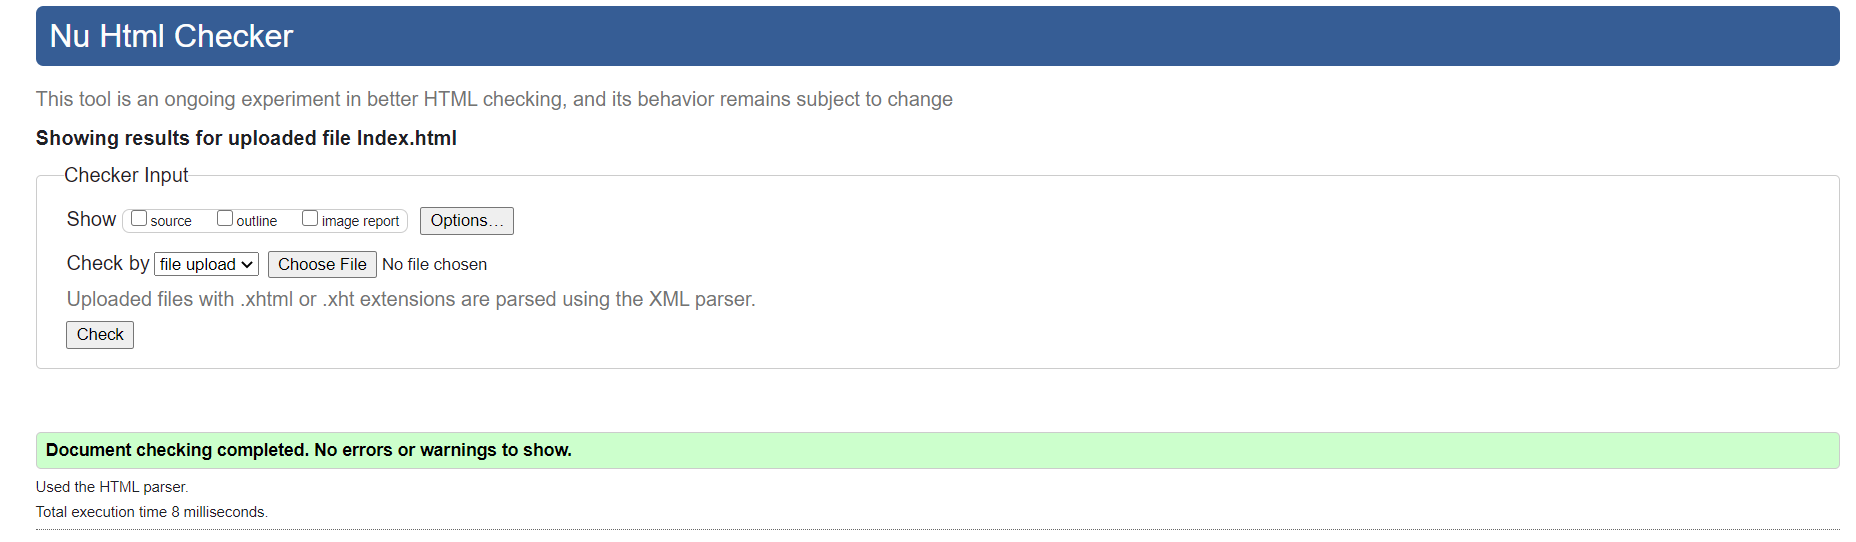 Nu Html Checker
This tool is an ongoing experiment in better HTML checking, and its behavior remains subject to change
Showing results for uploaded file Index.html
Checker Input
Show source outline image report Options…
Check by file upload Choose File No file chosen
Uploaded files with .xhtml or .xht extensions are parsed using the XML parser.
Check
Document checking completed. No errors or warnings to show.
Used the HTML parser.
Total execution time 8 milliseconds.